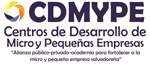 CDMYPE
Centros de Desarrollo de
Micro y Pequeñas Empresas
"Alianza público-privado-academia para fortalecer a la
micro y pequeña empresa salvadoreña"